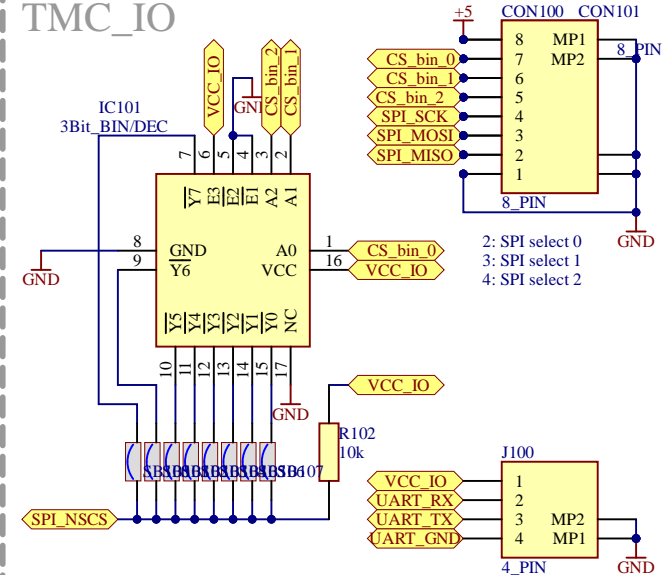 TMC_IO
+5
CON100
CON101
8
MP1
8_PIN
CS_bin_0
7
MP2
CS_bin_1
6
CS_bin_2
5
SPI_SCK
4
SPI_MOSI
3
SPI_MISO
2
1
8_PIN
GND
2: SPI select 0
3: SPI select 1
4: SPI select 2
IC101
3Bit_BIN/DEC
VCC_IO
GND
CS_bin_2
CS_bin_1
7
6
5
4
3
2
Y7
E3
E2
E1
A2
A1
8
GND
9
Y6
A0
1
CS_bin_0
VCC
16
VCC_IO
GND
Y5
Y4
Y3
Y2
Y1
Y0
NC
10
11
12
13
14
15
17
GND
VCC_IO
R102
10k
SPI_NSCS
J100
VCC_IO
1
UART_RX
2
UART_TX
3
MP2
UART_GND
4
MP1
4_PIN
GND